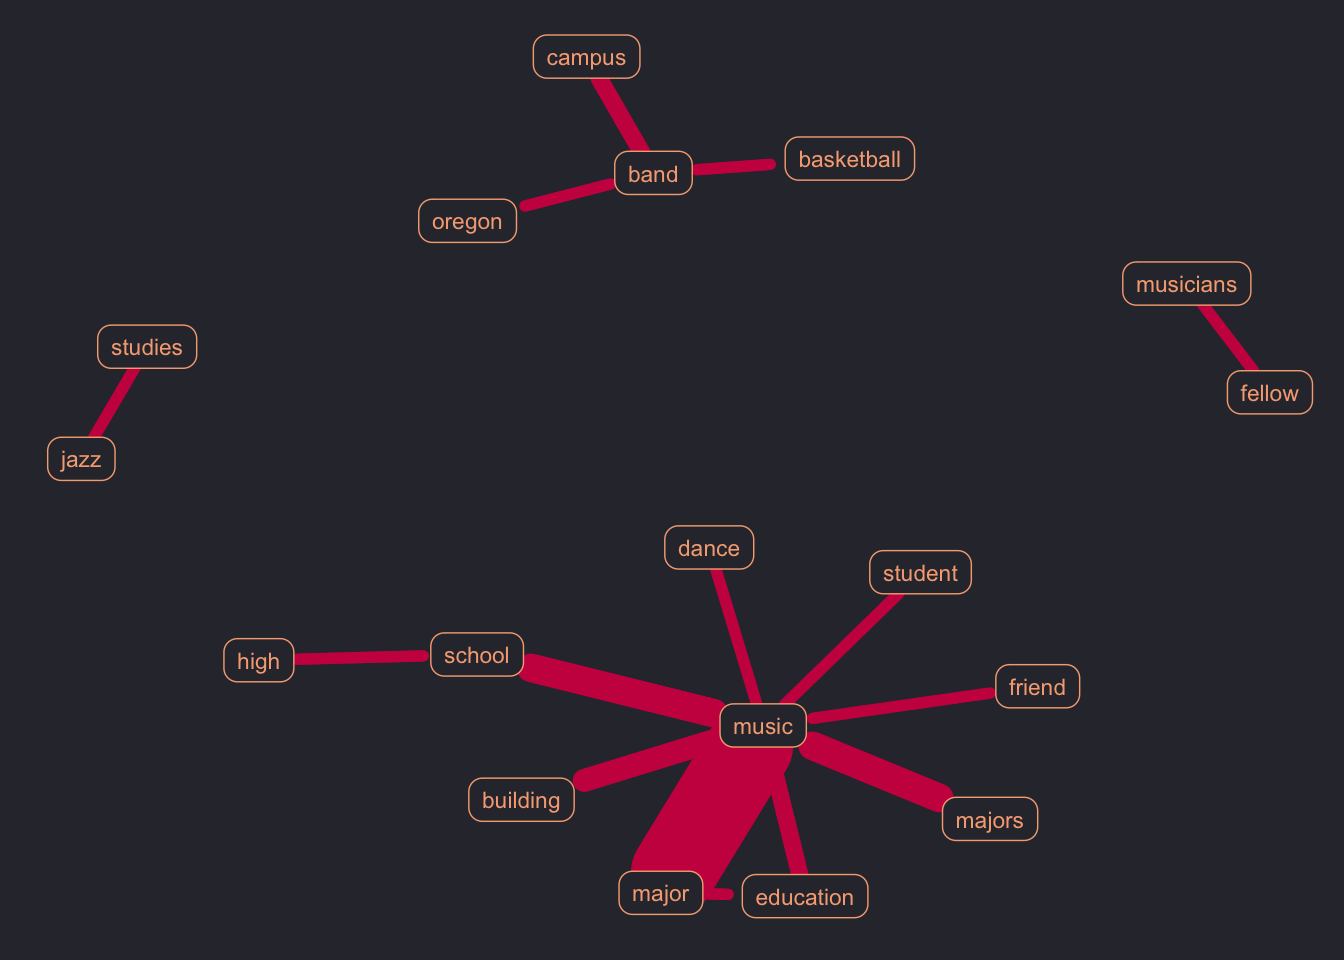 campus
basketball
band
oregon
musicians
studies
fellow
jazz
dance
student
school
high
friend
music
building
majors
major
education